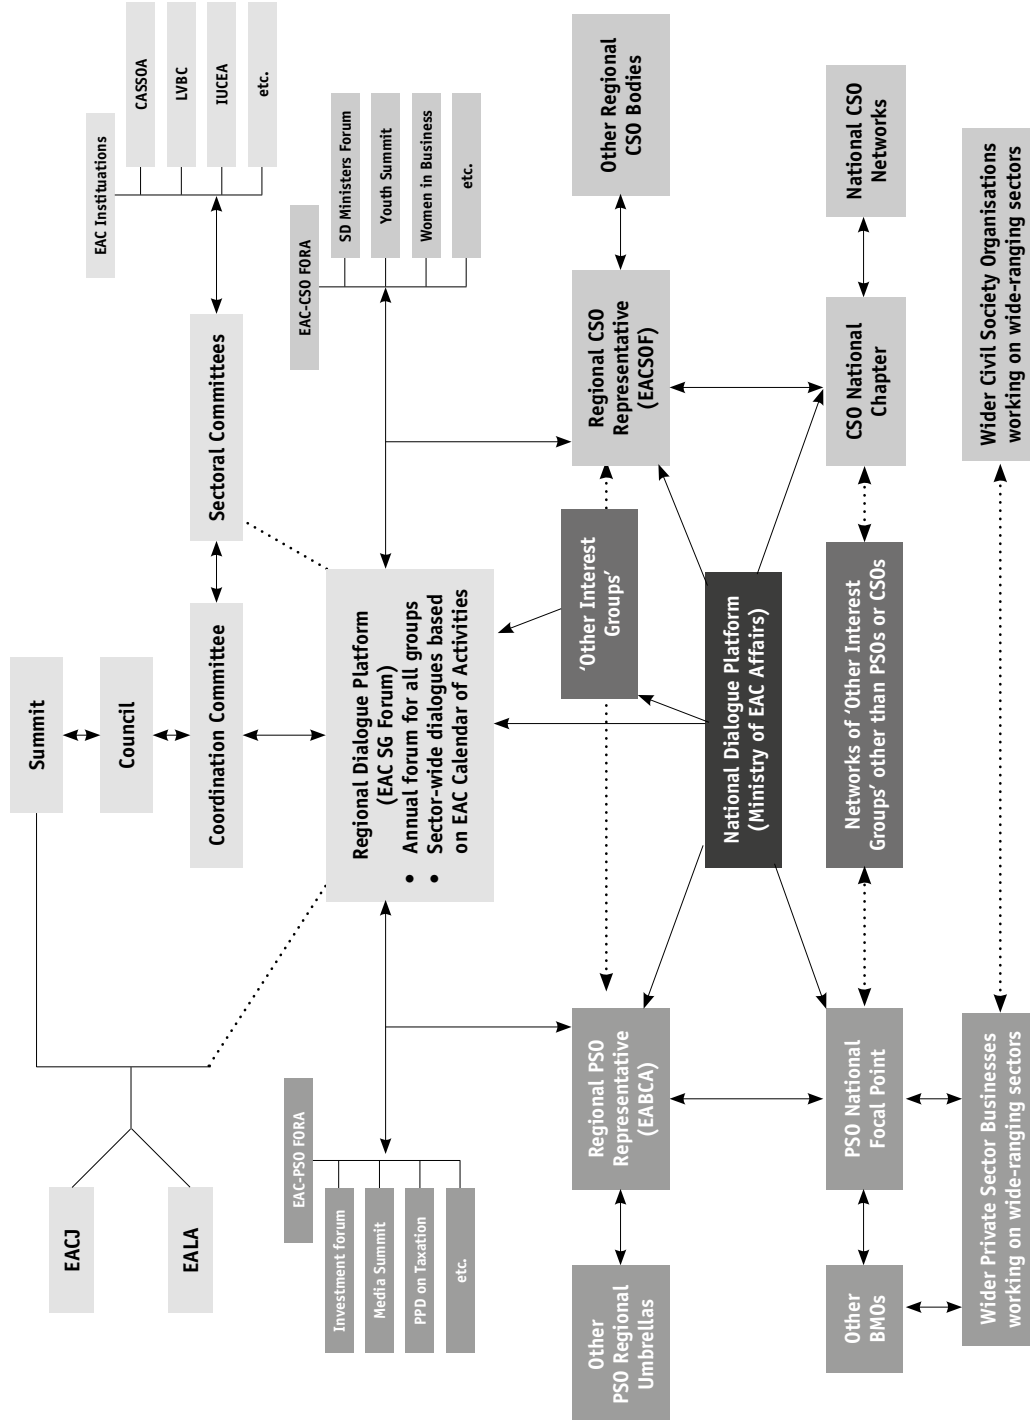 Summit
Council
EACJ
EALA
Coordination Committee
Sectoral Committees
EAC Instituations
CASSOA
LVBC
IUCEA
etc.
EAC-PSO FORA
Investment forum
Media Summit
PPD on Taxation
etc.
Regional Dialogue Platform
(EAC SG Forum)
• Annual forum for all groups
• Sector-wide dialogues based
on EAC Calendar of Activities
EAC-CSO FORA
SD Ministers Forum
Youth Summit
Women in Business
etc.
Other
PSO Regional
Umbrellas
Regional PSO
Representative
(EABCA)
'Other Interest
Groups'
Regional CSO
Representative
(EACSOF)
Other Regional
CSO Bodies
National Dialogue Platform
(Ministry of EAC Affairs)
Other
BMOs
PSO National
Focal Point
Networks of 'Other Interest
Groups' other than PSOs or CSOs
CSO National
Chapter
National CSO
Networks
Wider Private Sector Businesses
working on wide-ranging sectors
Wider Civil Society Organisations
working on wide-ranging sectors